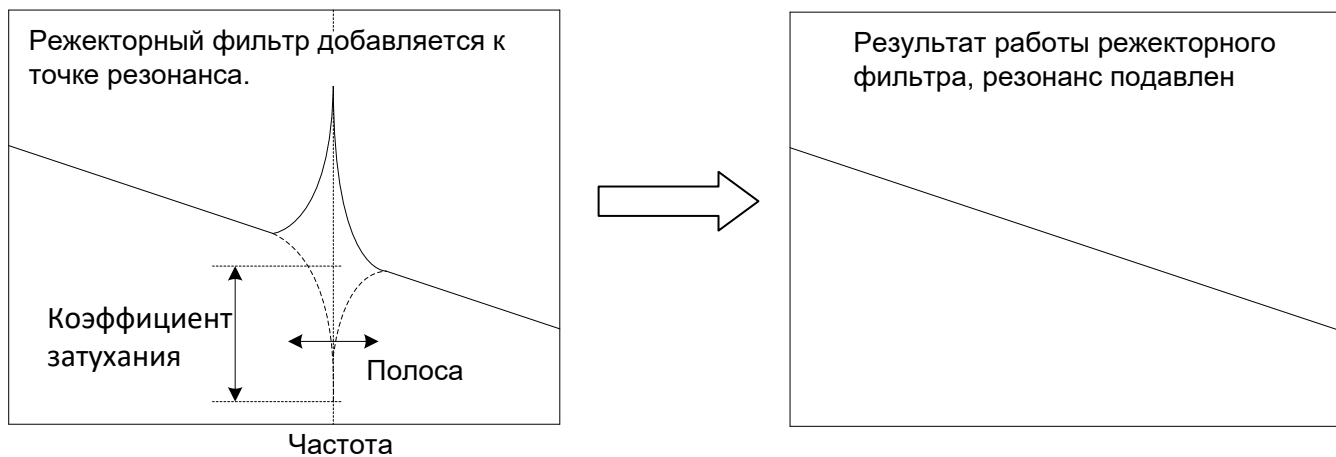 Режекторный фильтр добавляется к
точке резонанса.
Коэффициент
затухания
Полоса
Частота
Результат работы режекторного
фильтра, резонанс подавлен